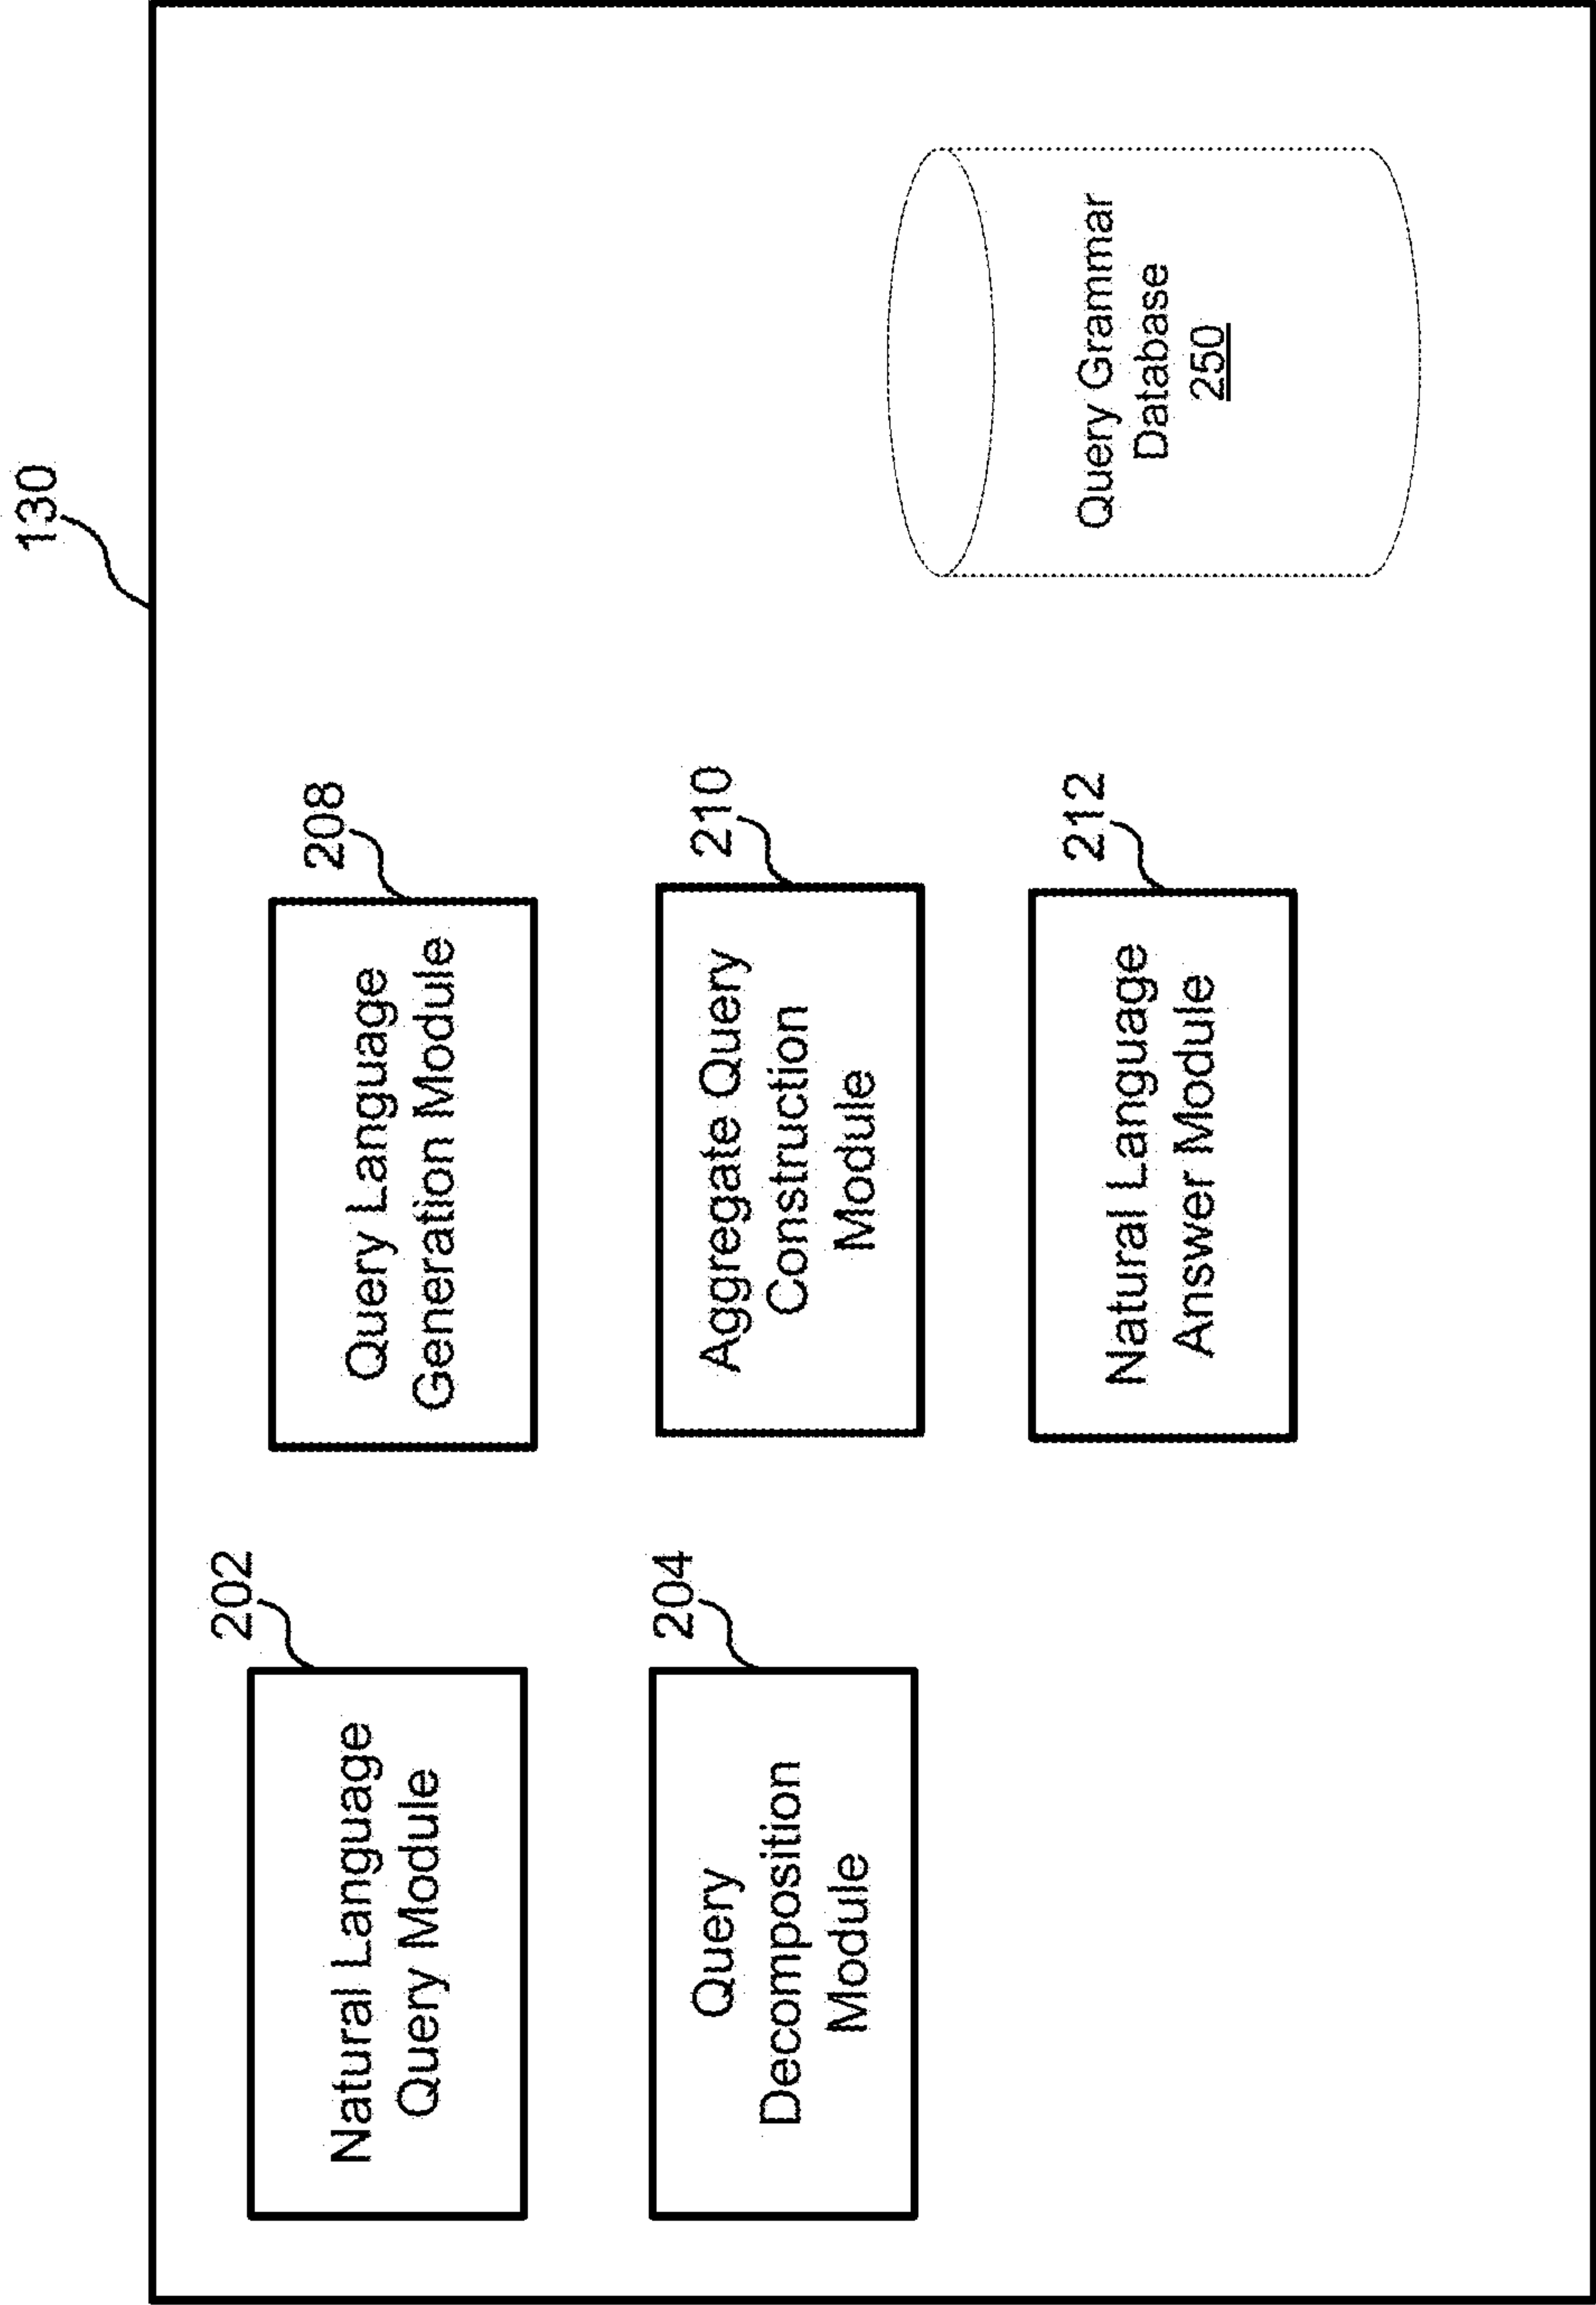 130
202
Natural Language
Query Module
204
Query
Decomposition
Module
208
Query Language
Generation Module
210
Aggregate Query
Construction
Module
212
Natural Language
Answer Module
Query Grammar
Database
250